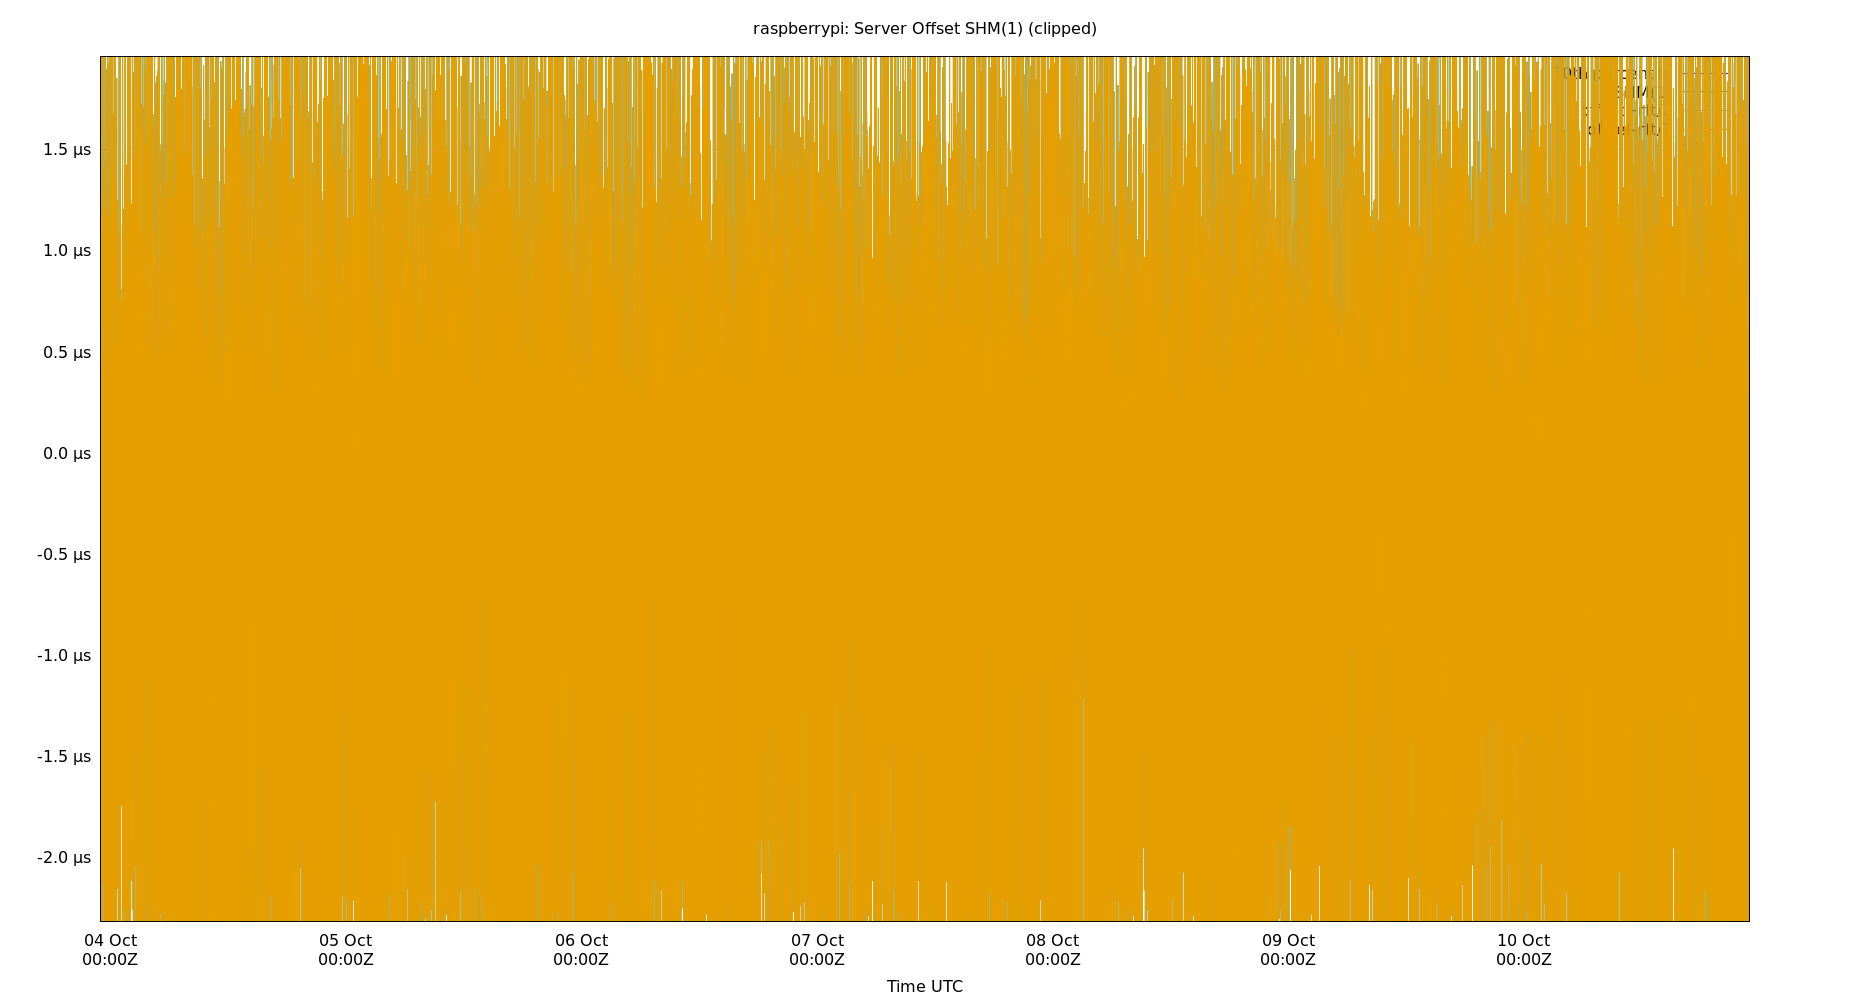 raspberrypi: Server Offset SHM(1) (clipped)
1.5 µs
1.0 µs
0.5 µs
0.0 µs
-0.5 µs
-1.0 µs
-1.5 µs
-2.0 µs
04 Oct 05 Oct 06 Oct 07 Oct 08 Oct 09 Oct 10 Oct
00:00Z 00:00Z 00:00Z 00:00Z 00:00Z 00:00Z 00:00Z
Time UTC